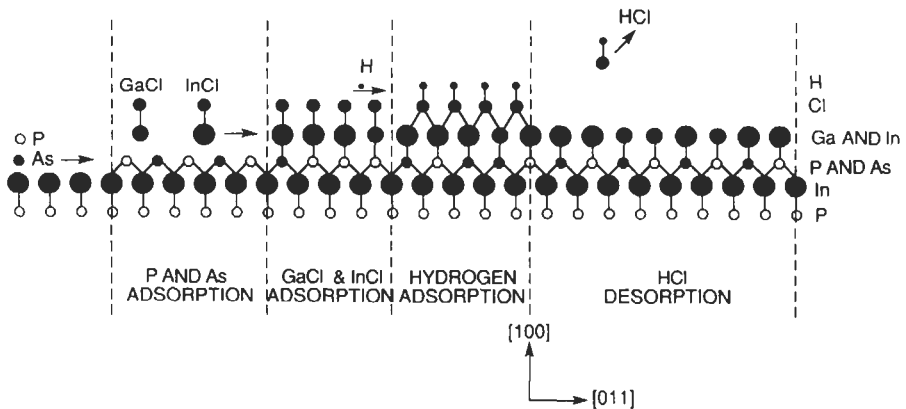 HCl
H
GaCl
InCl
H
Cl
P
As
Ga AND In
P AND As
In
P
P AND As
ADSORPTION
GaCl & InCl
ADSORPTION
HYDROGEN
ADSORPTION
HCl
DESORPTION
[100]
[011]